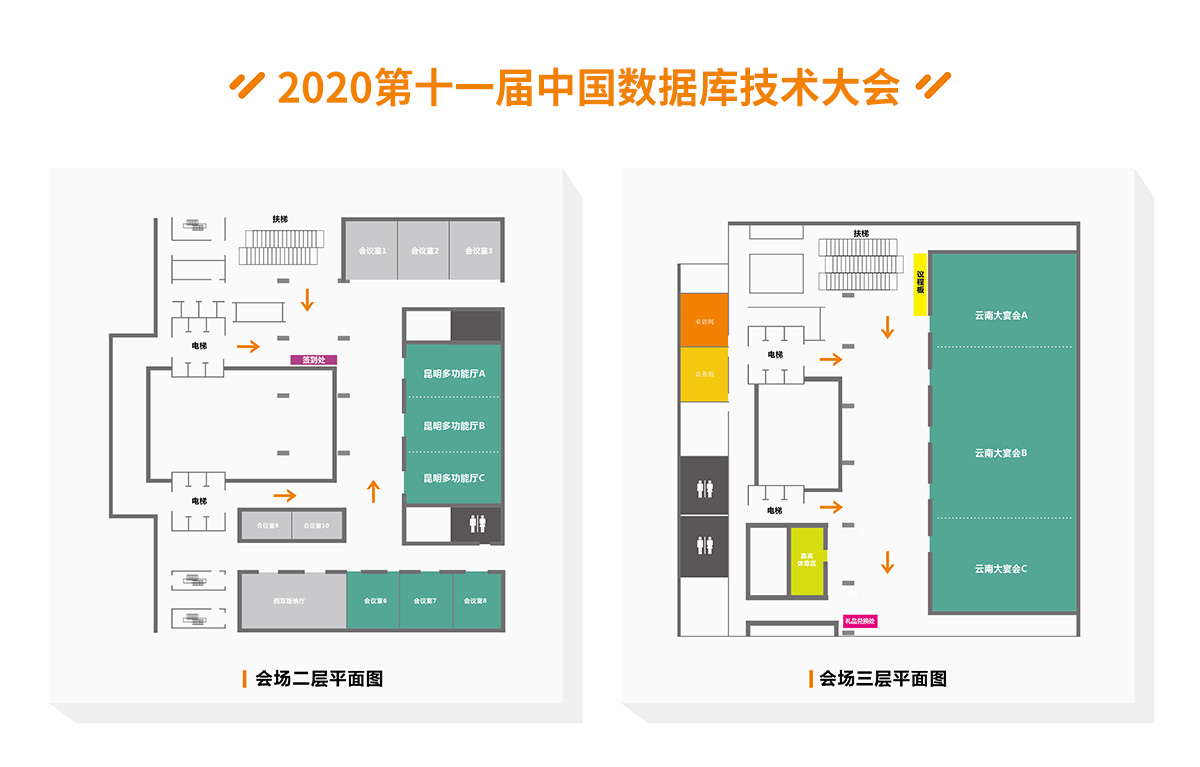 2020第十一届中国数据库技术大会
扶梯
会议室1
会议室2
会议室3
电梯
签到处
昆明多功能厅A
昆明多功能厅B
昆明多功能厅C
电梯
会议室9
会议室10
西双版纳厅
会议室6
会议室7
会议室8
会场二层平面图
扶梯
议程板
云南大宴会A
电梯
云南大宴会B
电梯
嘉宾
休息区
云南大宴会C
礼品兑换处
会场三层平面图